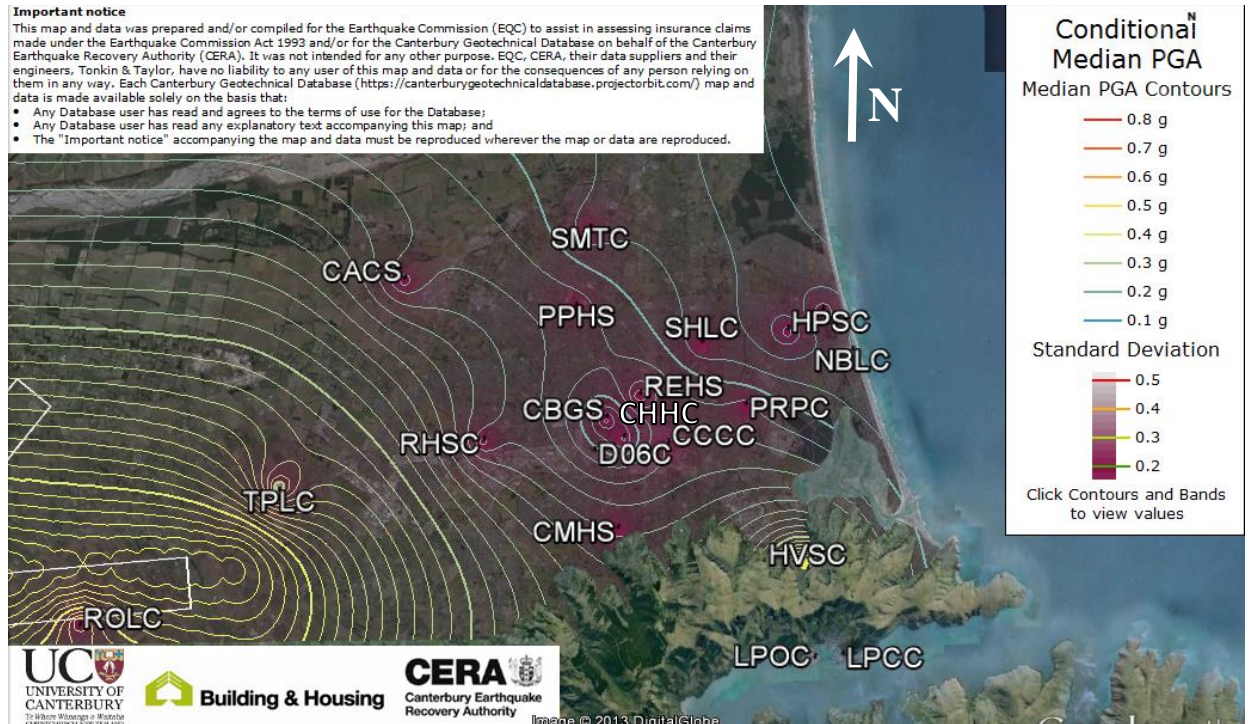 Important notice
This map and data was prepared and/or compiled for the Earthquake Commission (EQC) to assist in assessing insurance claims
made under the Earthquake Commission Act 1993 and/or for the Canterbury Geotechnical Database on behalf of the Canterbury
Earthquake Recovery Authority (CERA). It was not intended for any other purpose. EQC, CERA, their data suppliers and their
engineers, Tonkin & Taylor, have no liability to any user of this map and data or for the consequences of any person relying on
them in any way. Each Canterbury Geotechnical Database (https://canterburygeotechnicaldatabase.projectorbit.com/) map and
data is made available solely on the basis that:
• Any Database user has read and agrees to the terms of use for the Database;
• Any Database user has read any explanatory text accompanying this map; and
• The "Important notice" accompanying the map and data must be reproduced wherever the map or data are reproduced.
N
N
Conditional
Median PGA
Median PGA Contours
0.8 g
0.7 g
0.6 g
0.5 g
0.4 g
0.3 g
0.2 g
0.1 g
Standard Deviation
0.5
0.4
0.3
0.2
Click Contours and Bands
to view values
SMTC
CACS
PPHS
SHLC
HPSC
NBLC
REHS
CBGS
CHHC
PRPC
RHSC
CCCC
D06C
TPLC
CMHS
HVSC
ROLC
LPOC
LPCC
UC
UNIVERSITY OF
CANTERBURY
Te Whare Wānanga o Waitaha
CHRISTCHURCH NEW ZEALAND
Building & Housing
CERA
Canterbury Earthquake
Recovery Authority
Image © 2013 DigitalGlobe